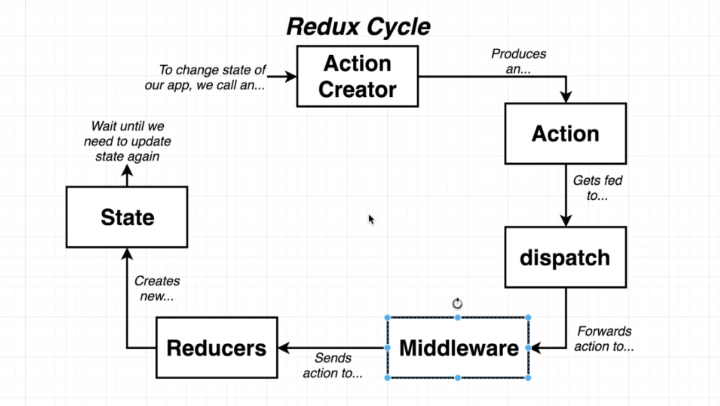 Redux Cycle
To change state of
our app, we call an...
Action
Creator
Produces
an...
Action
Gets fed
to...
dispatch
Forwards
action to...
Middleware
Sends
action to...
Reducers
Creates
new...
State
Wait until we
need to update
state again